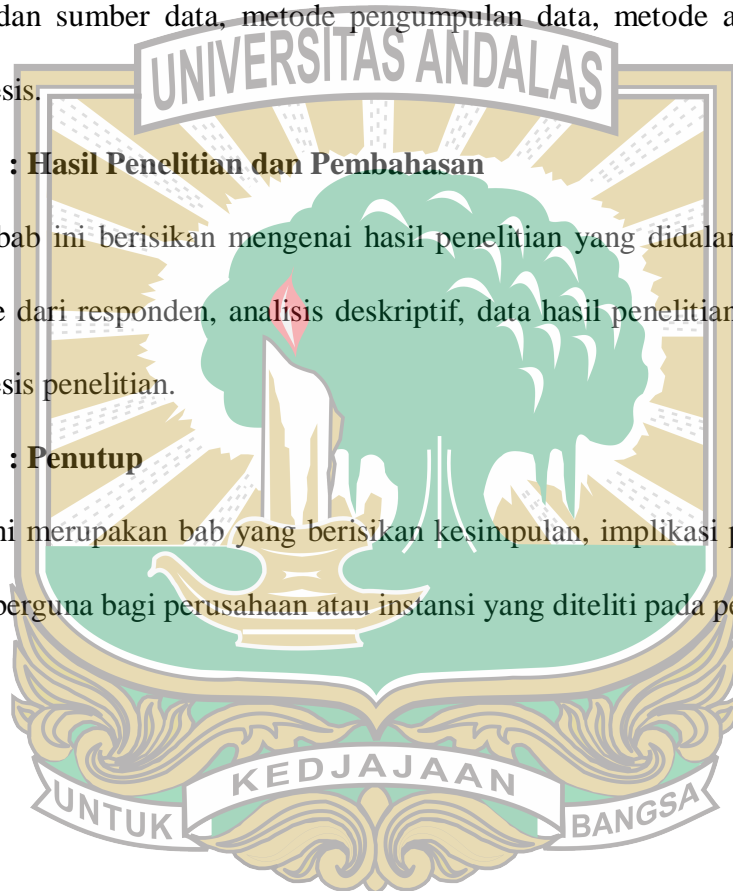 dan sumber data, metode pengumpulan data, metode a
UNIVERSITAS ANDALAS
esis.
: Hasil Penelitian dan Pembahasan
bab ini berisikan mengenai hasil penelitian yang didalam
e dari responden, analisis deskriptif, data hasil penelitian
esis penelitian.
: Penutup
ni merupakan bab yang berisikan kesimpulan, implikasi p
berguna bagi perusahaan atau instansi yang diteliti pada pe
UNTUK KEDJAJAAN BANGSA